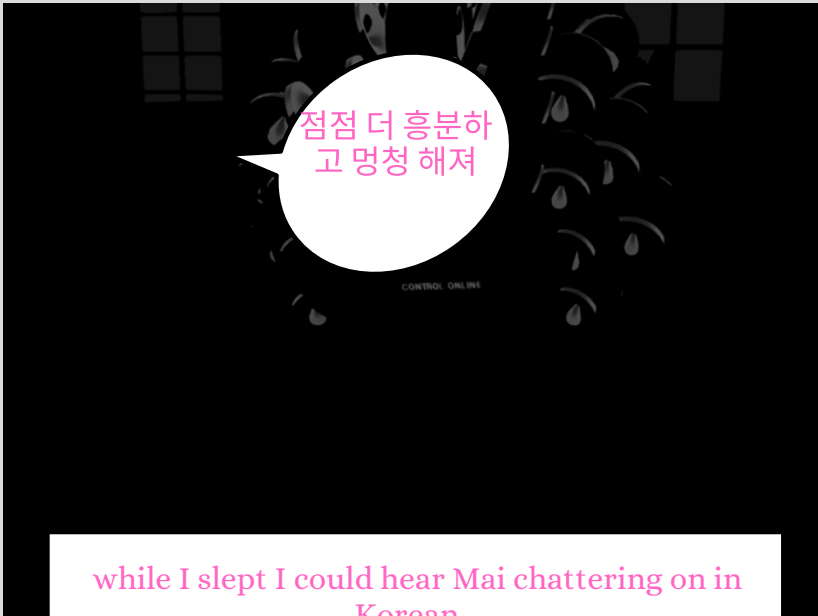 점점 더 흥분하
고 멍청 해져
CONTROL ONLINE
while I slept I could hear Mai chattering on in
Korean